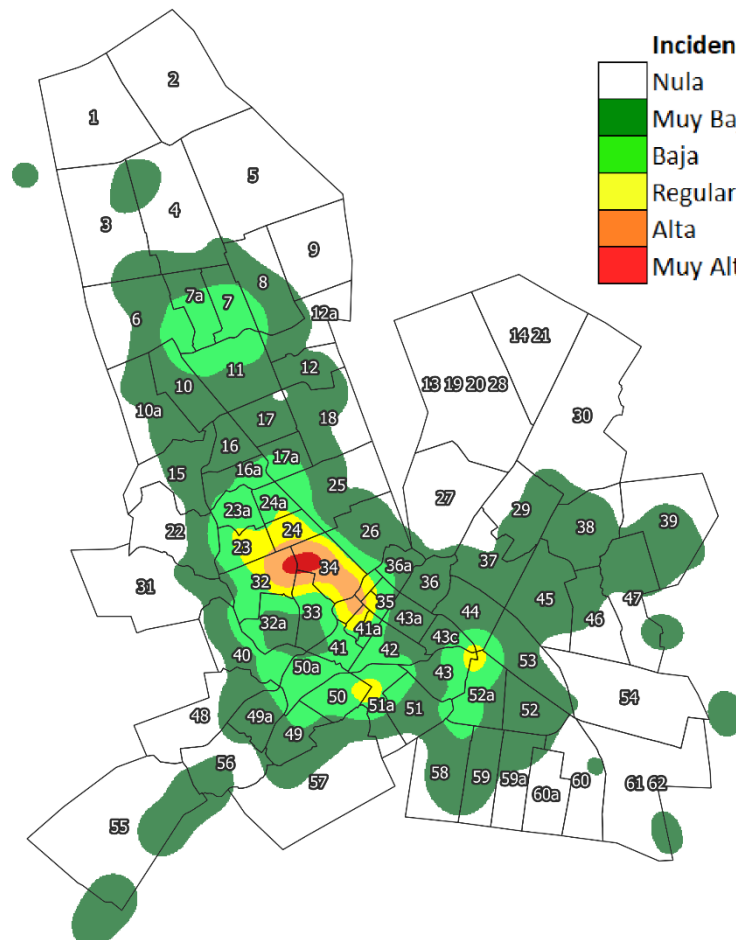 Inciden
Nula
Muy Ba
Baja
Regular
Alta
Muy Alt
2
1
5
3
4
9
8
7a
7
6
12a
14 21
12
11
10
13 19 20 28
10a
17
18
30
16
17a
15
16a
25
27
23a
24a
29
39
22
24
26
38
23
34
36a
37
31
32
36
35
45
33
44
47
32a
41a
43a
46
40
41
42
43c
53
50a
43
50
52a
54
48
49a
51a
51
52
49
56
58
59
59a
60
61 62
57
60a
55